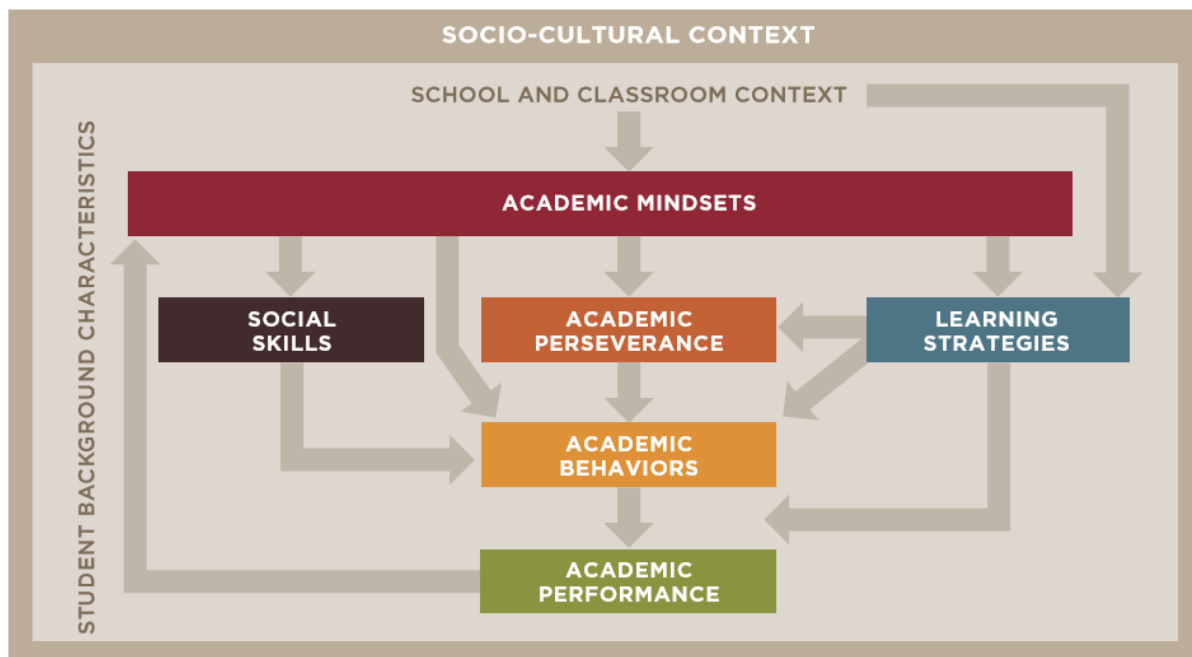 SOCIO-CULTURAL CONTEXT
SCHOOL AND CLASSROOM CONTEXT
STUDENT BACKGROUND CHARACTERISTICS
ACADEMIC MINDSETS
SOCIAL
SKILLS
ACADEMIC
PERSEVERANCE
LEARNING
STRATEGIES
ACADEMIC
BEHAVIORS
ACADEMIC
PERFORMANCE